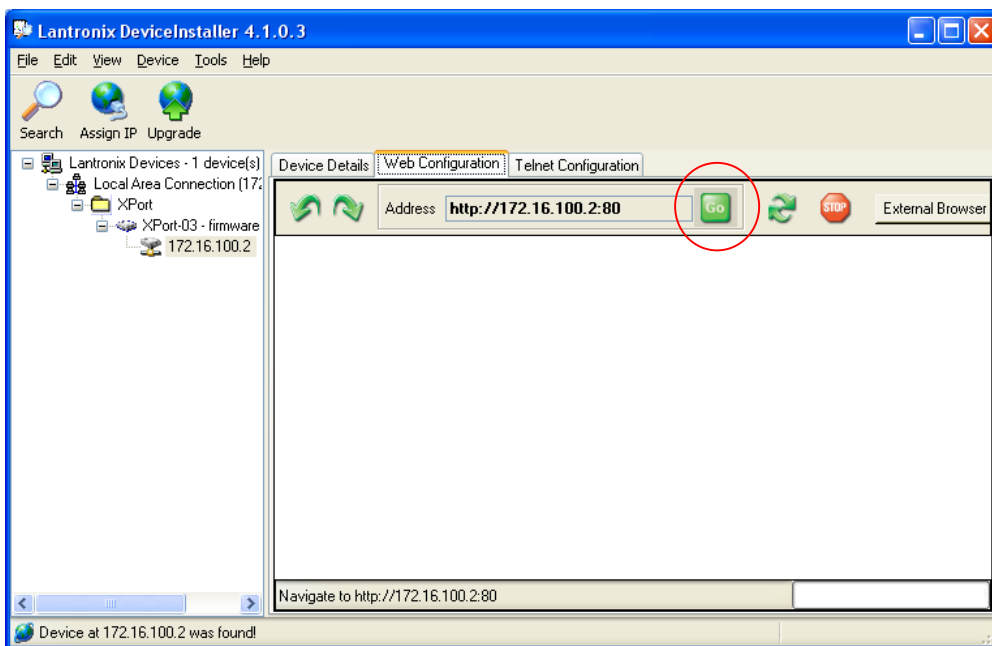 Lantronix DeviceInstaller 4.1.0.3
File Edit View Device Tools Help
Search Assign IP Upgrade
Lantronix Devices - 1 device(s)
Local Area Connection (172
XPort
XPort-03 - firmware
172.16.100.2
Device Details Web Configuration Telnet Configuration
Address http://172.16.100.2:80 Go STOP External Browser
Navigate to http://172.16.100.2:80
Device at 172.16.100.2 was found!